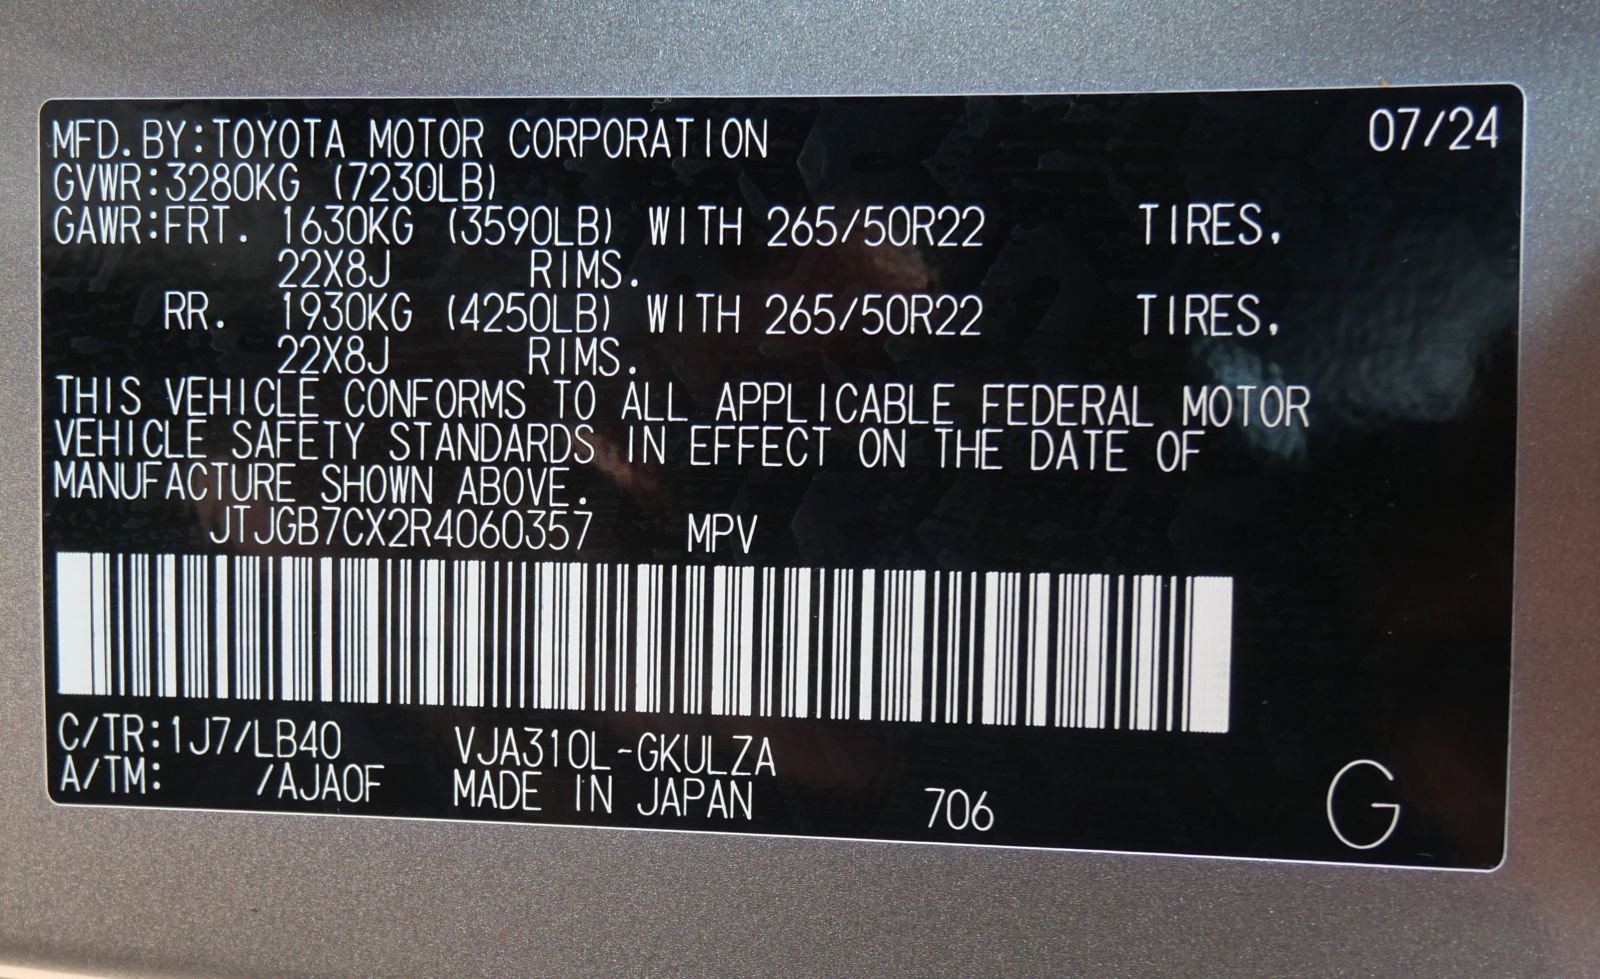 MFD. BY:TOYOTA MOTOR CORPORATION 07/24
GVWR:3280KG (7230LB)
GAWR:FRT. 1630KG (3590LB) WITH 265/50R22 TIRES,
22X8J RIMS.
RR. 1930KG (4250LB) WITH 265/50R22 TIRES,
22X8J RIMS.
THIS VEHICLE CONFORMS TO ALL APPLICABLE FEDERAL MOTOR
VEHICLE SAFETY STANDARDS IN EFFECT ON THE DATE OF
MANUFACTURE SHOWN ABOVE.
JTJGB7CX2R4060357 MPV
C/TR:1J7/LB40 VJA310L-GKULZA
A/TM: /AJA0F MADE IN JAPAN 706 G